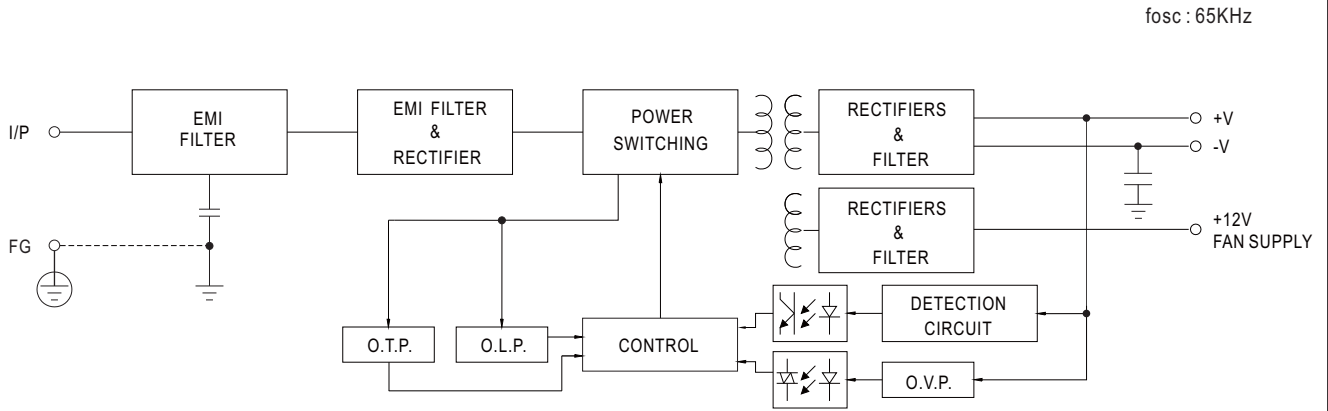 fosc : 65KHz
I/P
EMI
FILTER
EMI FILTER
&
RECTIFIER
POWER
SWITCHING
RECTIFIERS
&
FILTER
+V
-V
RECTIFIERS
&
FILTER
+12V
FAN SUPPLY
FG
O.T.P.
O.L.P.
CONTROL
DETECTION
CIRCUIT
O.V.P.